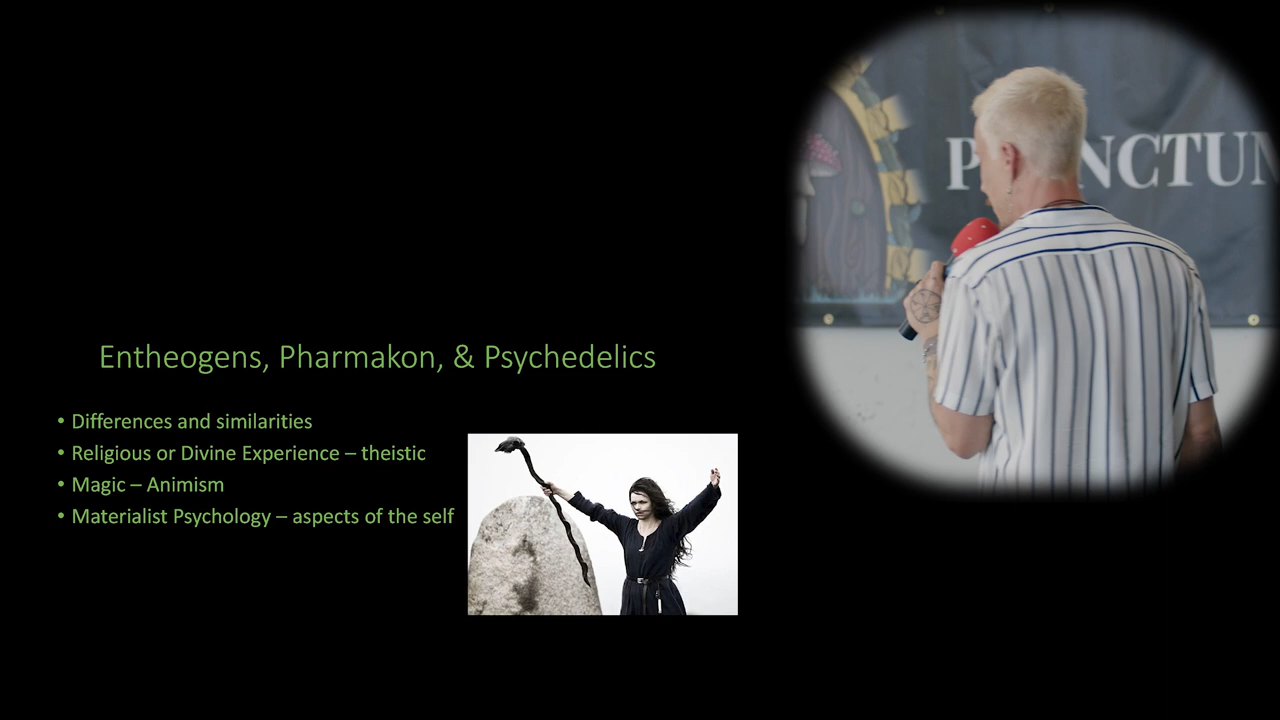 Entheogens, Pharmakon, & Psychedelics
• Differences and similarities
• Religious or Divine Experience – theistic
• Magic – Animism
• Materialist Psychology – aspects of the self